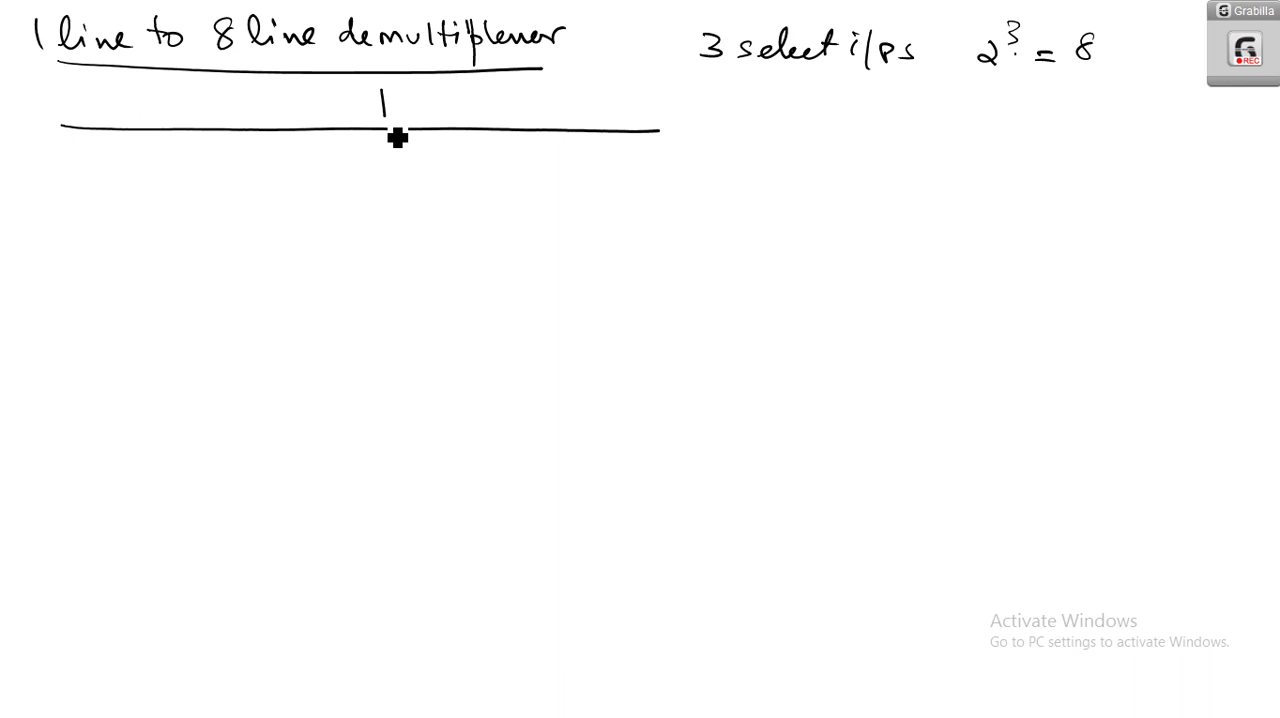 1 line to 8 line demultiplexer
3 select i/ps 2³ = 8
Grabilla
REC
Activate Windows
Go to PC settings to activate Windows.